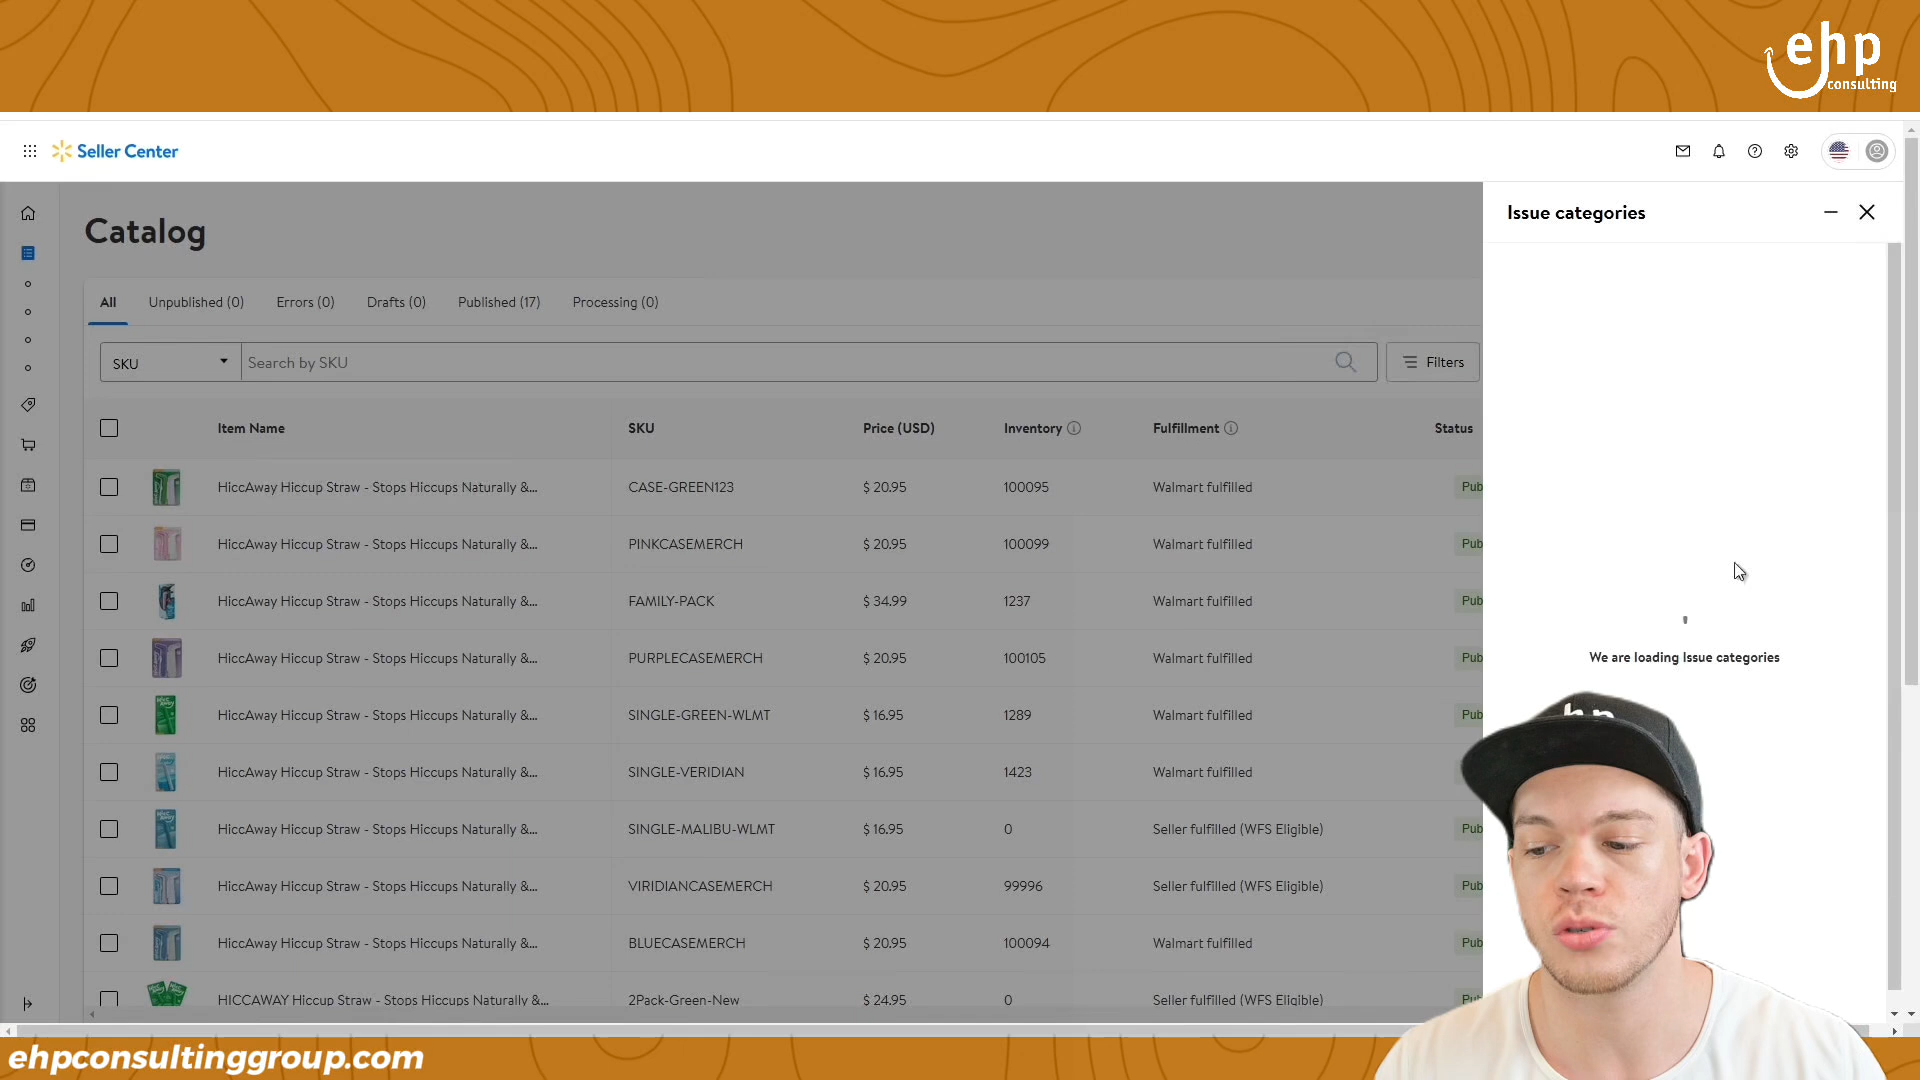 ehp
consulting
Seller Center
Catalog
Issue categories
All Unpublished (0) Errors (0) Drafts (0) Published (17) Processing (0)
SKU Search by SKU Filters
Item Name SKU Price (USD) Inventory Fulfillment Status
HiccAway Hiccup Straw - Stops Hiccups Naturally &... CASE-GREEN123 $ 20.95 100095 Walmart fulfilled Pub
HiccAway Hiccup Straw - Stops Hiccups Naturally &... PINKCASEMERCH $ 20.95 100099 Walmart fulfilled Pub
HiccAway Hiccup Straw - Stops Hiccups Naturally &... FAMILY-PACK $ 34.99 1237 Walmart fulfilled Pub
We are loading Issue categories
HiccAway Hiccup Straw - Stops Hiccups Naturally &... PURPLECASEMERCH $ 20.95 100105 Walmart fulfilled Pub
HiccAway Hiccup Straw - Stops Hiccups Naturally &... SINGLE-GREEN-WLMT $ 16.95 1289 Walmart fulfilled Pub
HiccAway Hiccup Straw - Stops Hiccups Naturally &... SINGLE-VERIDIAN $ 16.95 1423 Walmart fulfilled
HiccAway Hiccup Straw - Stops Hiccups Naturally &... SINGLE-MALIBU-WLMT $ 16.95 0 Seller fulfilled (WFS Eligible) Pub
HiccAway Hiccup Straw - Stops Hiccups Naturally &... VIRIDIANCASEMERCH $ 20.95 99996 Seller fulfilled (WFS Eligible) Pub
HiccAway Hiccup Straw - Stops Hiccups Naturally &... BLUECASEMERCH $ 20.95 100094 Walmart fulfilled Pub
HICCAWAY Hiccup Straw - Stops Hiccups Naturally &... 2Pack-Green-New $ 24.95 0 Seller fulfilled (WFS Eligible) Pub
ehpconsultinggroup.com